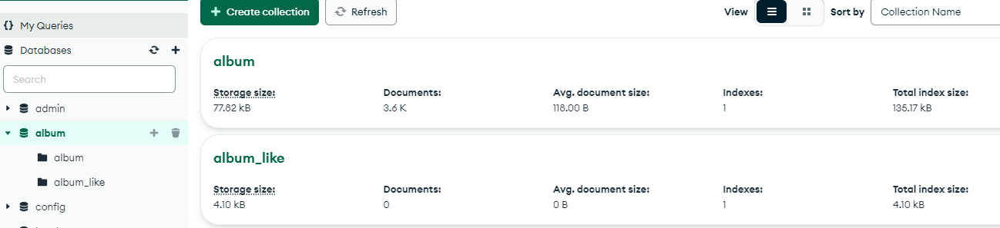 Create collection
Refresh
View
Sort by
Collection Name
{} My Queries
Databases
Search
admin
album
album
album_like
config
album
Storage size:
Documents:
Avg. document size:
Indexes:
Total index size:
77.82 kB
3.6 K
118.00 B
1
135.17 kB
album_like
Storage size:
Documents:
Avg. document size:
Indexes:
Total index size:
4.10 kB
0
0 B
1
4.10 kB